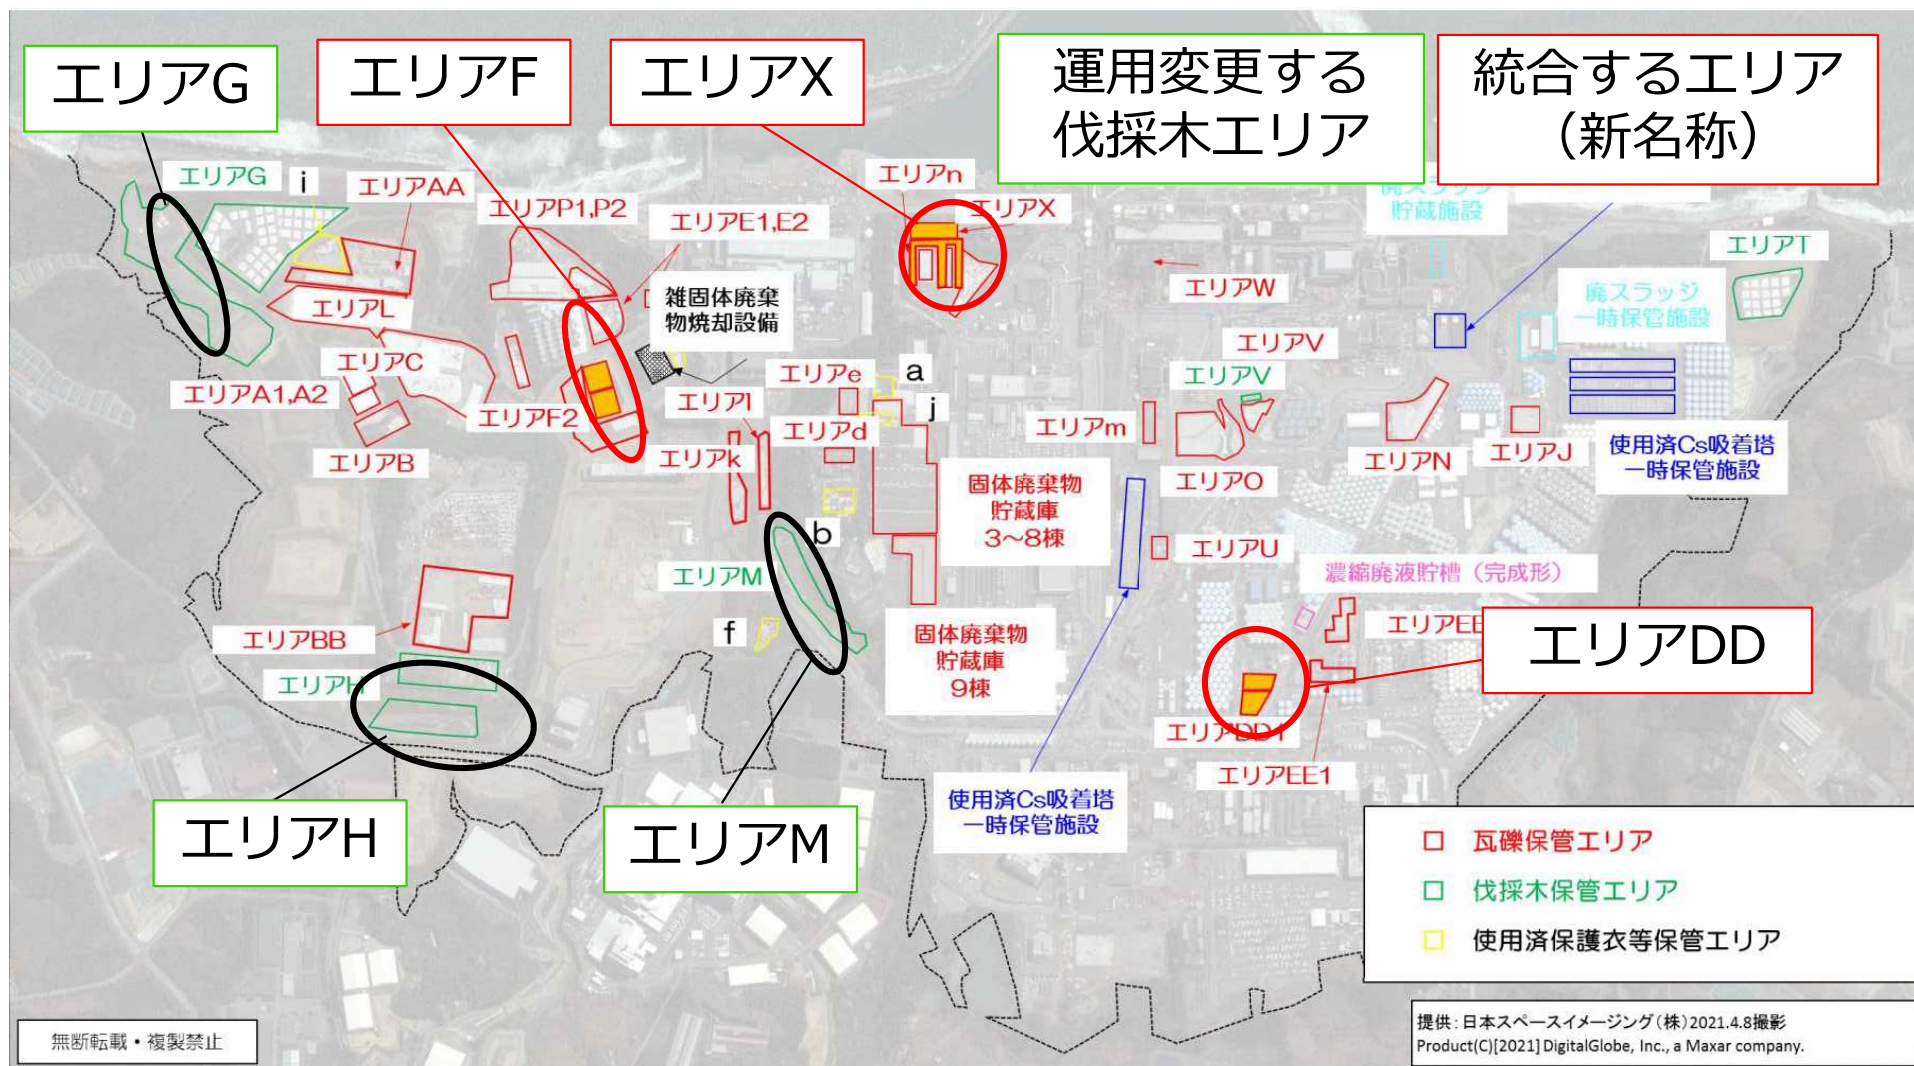 エリアG
エリアF
エリアX
運用変更する
伐採木エリア
統合するエリア
（新名称）
エリアG
i
エリアAA
エリアP1,P2
エリアE1,E2
エリアn
エリアX
貯蔵施設
エリアT
エリアL
雑固体廃棄
物焼却設備
エリアW
廃スラッジ
一時保管施設
エリアC
エリアV
エリアA1,A2
エリアe
a
エリアV
エリアF2
エリアl
j
エリアB
エリアk
エリアd
エリアm
エリアO
エリアN
エリアJ
使用済Cs吸着塔
一時保管施設
固体廃棄物
貯蔵庫
3～8棟
b
エリアU
エリアM
濃縮廃液貯槽（完成形）
f
エリアBB
固体廃棄物
貯蔵庫
9棟
エリアEE
エリアDD
エリアH
エリアDD1
エリアEE1
使用済Cs吸着塔
一時保管施設
エリアH
エリアM
瓦礫保管エリア
伐採木保管エリア
使用済保護衣等保管エリア
無断転載・複製禁止
提供：日本スペースイメージング（株）2021.4.8撮影
Product(C)[2021] DigitalGlobe, Inc., a Maxar company.